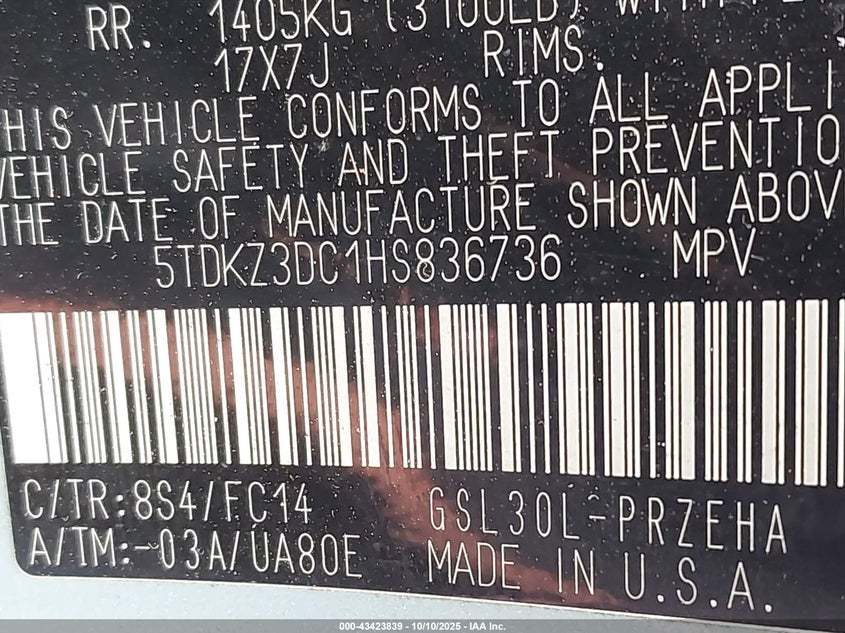 RR. 1405KG (3100LB)
17X7J RIMS.
THIS VEHICLE CONFORMS TO ALL APPLI
VEHICLE SAFETY AND THEFT PREVENTIO
THE DATE OF MANUFACTURE SHOWN ABOV
5TDKZ3DC1HS836736 MPV
C/TR:8S4/FC14 GSL30L-PRZEHA
A/TM:-03A/UA80E MADE IN U.S.A.
000-43423839 - 10/10/2025 - IAA Inc.